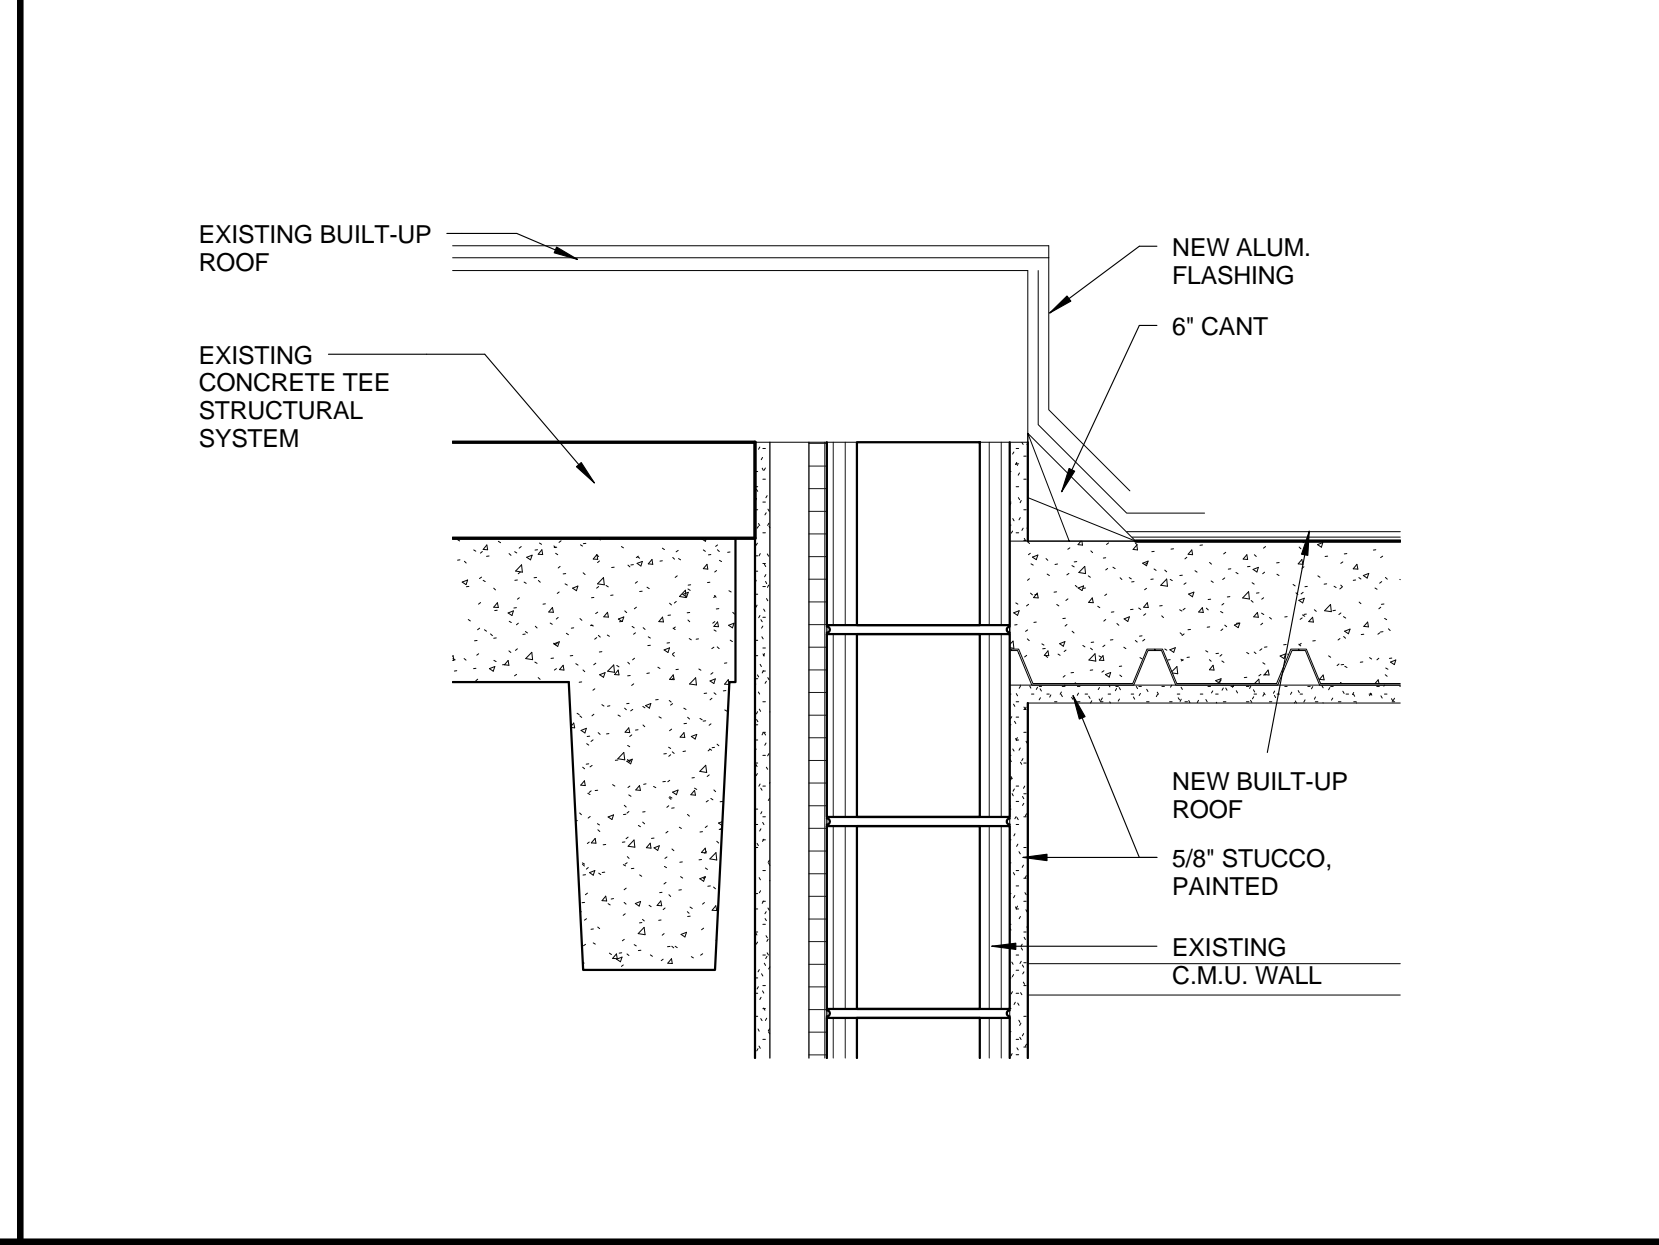 EXISTING BUILT-UP
ROOF
EXISTING
CONCRETE TEE
STRUCTURAL
SYSTEM
NEW ALUM.
FLASHING
6" CANT
NEW BUILT-UP
ROOF
5/8" STUCCO,
PAINTED
EXISTING
C.M.U. WALL